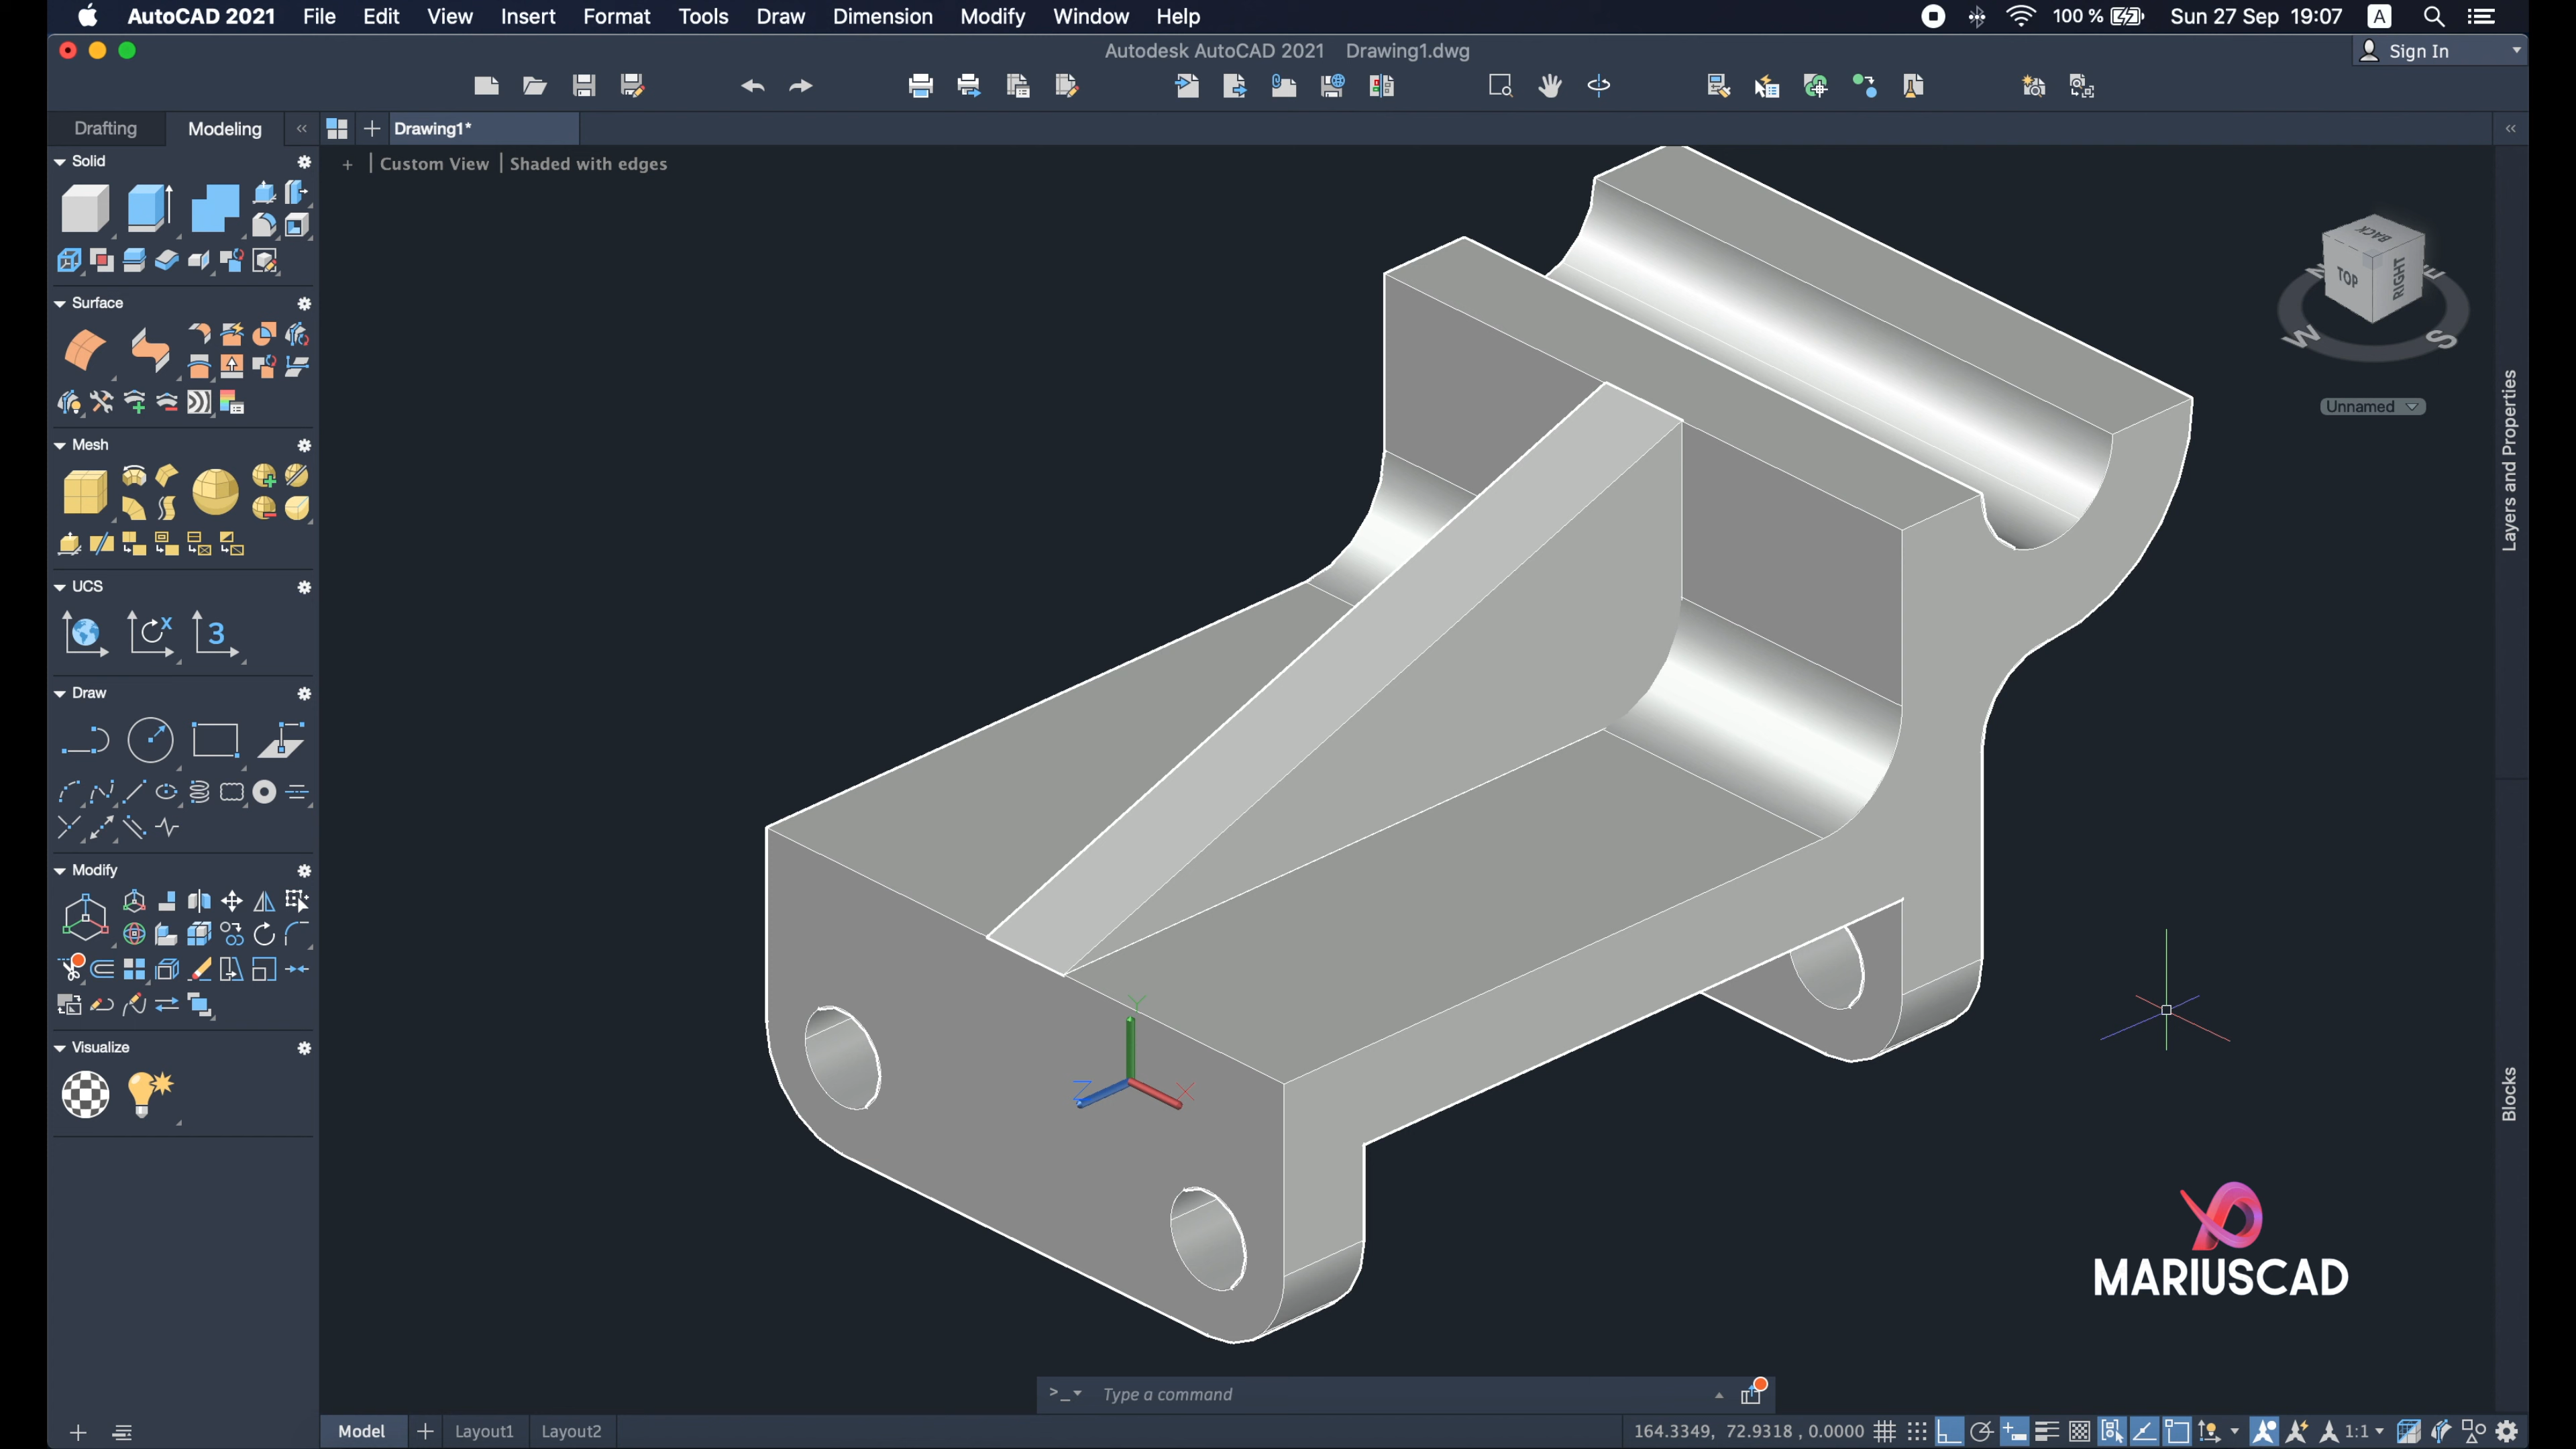 AutoCAD 2021 File Edit View Insert Format Tools Draw Dimension Modify Window Help
100 % Sun 27 Sep 19:07 A
Autodesk AutoCAD 2021 Drawing1.dwg
Sign In
Drafting Modeling « + Drawing1* «
+ | Custom View | Shaded with edges
Solid
Surface
Mesh
UCS
X
3
Draw
Modify
Visualize
BACK
TOP
RIGHT
W
S
Unnamed
Layers and Properties
Blocks
Y
Z
X
MARIUSCAD
>_ Type a command
Model + Layout1 Layout2
164.3349, 72.9318 , 0.0000
1:1